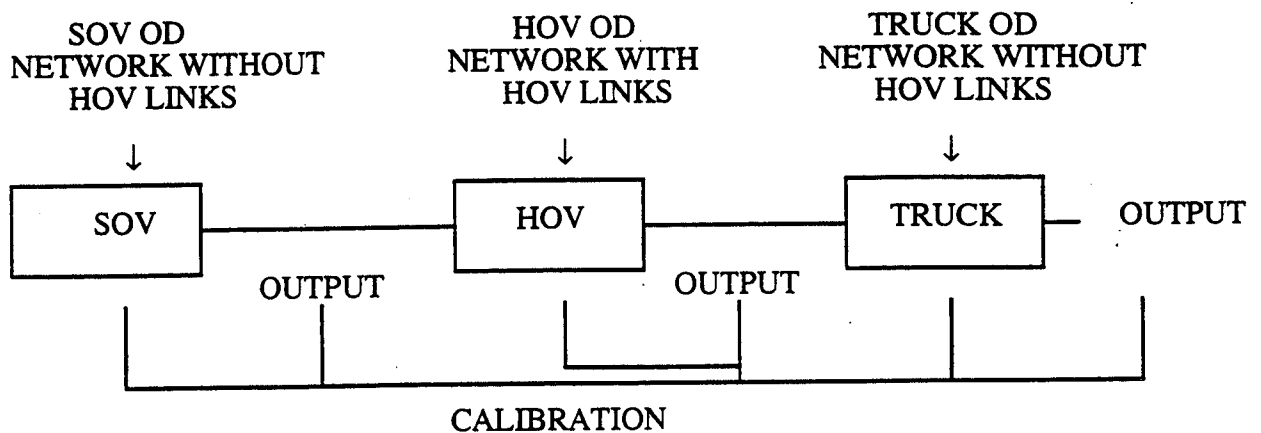 SOV OD
NETWORK WITHOUT
HOV LINKS
HOV OD
NETWORK WITH
HOV LINKS
TRUCK OD
NETWORK WITHOUT
HOV LINKS
SOV
HOV
TRUCK
OUTPUT
OUTPUT
OUTPUT
CALIBRATION